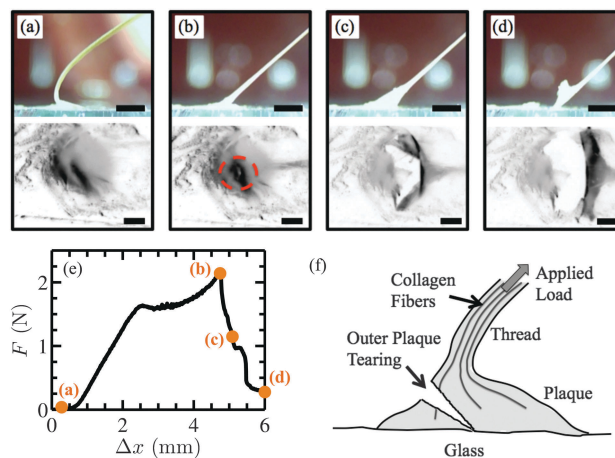 (a)
(b)
(c)
(d)
(e)
F (N)
2
1
0
0
2
4
6
Δx (mm)
(a)
(b)
(c)
(d)
(f)
Collagen
Fibers
Applied
Load
Thread
Outer Plaque
Tearing
Plaque
Glass